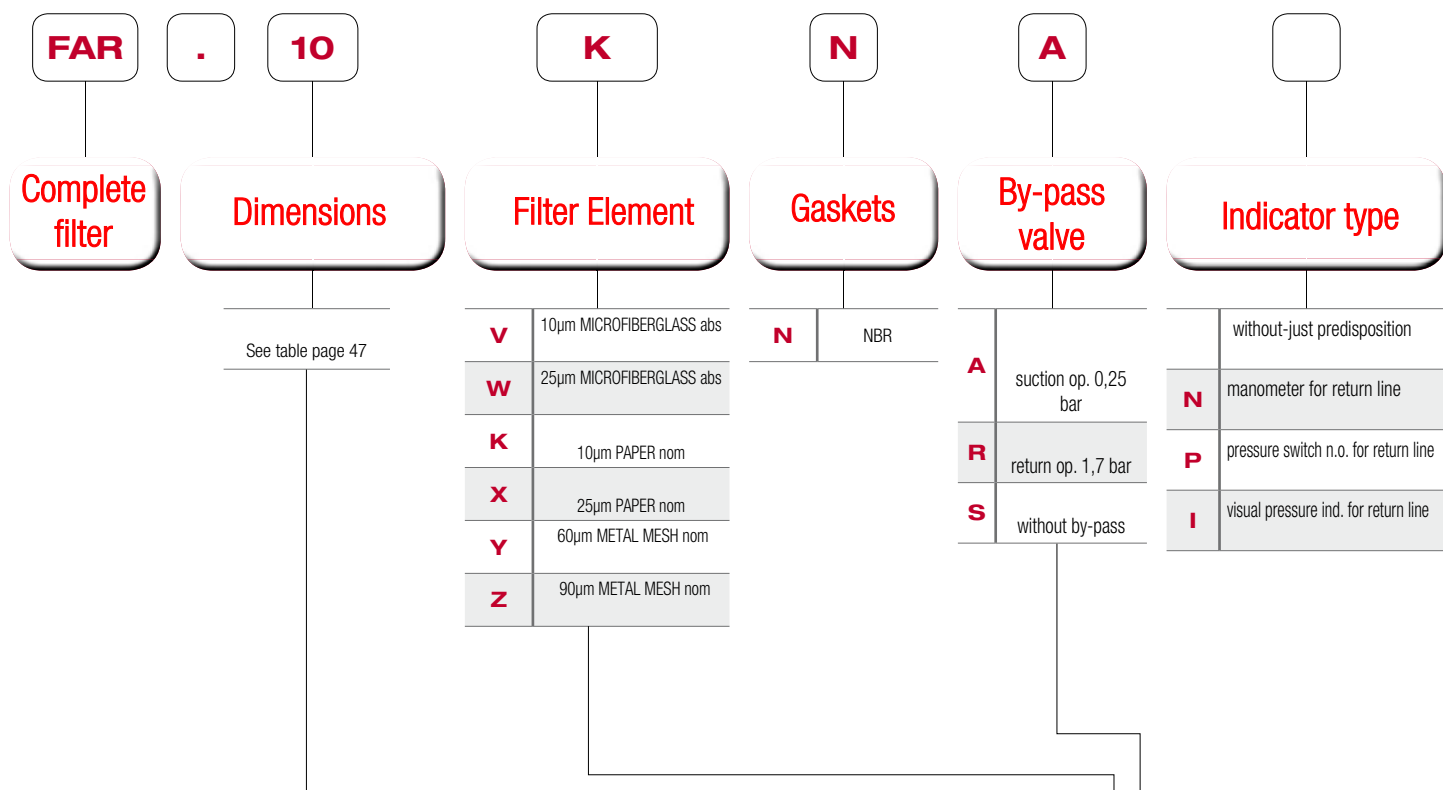 FAR . 10 K N A
Complete
filter
Dimensions
Filter Element
Gaskets
By-pass
valve
Indicator type
See table page 47
V 10µm MICROFIBERGLASS abs
W 25µm MICROFIBERGLASS abs
K 10µm PAPER nom
X 25µm PAPER nom
Y 60µm METAL MESH nom
Z 90µm METAL MESH nom
N NBR
A suction op. 0,25
bar
R return op. 1,7 bar
S without by-pass
without-just predisposition
N manometer for return line
P pressure switch n.o. for return line
I visual pressure ind. for return line